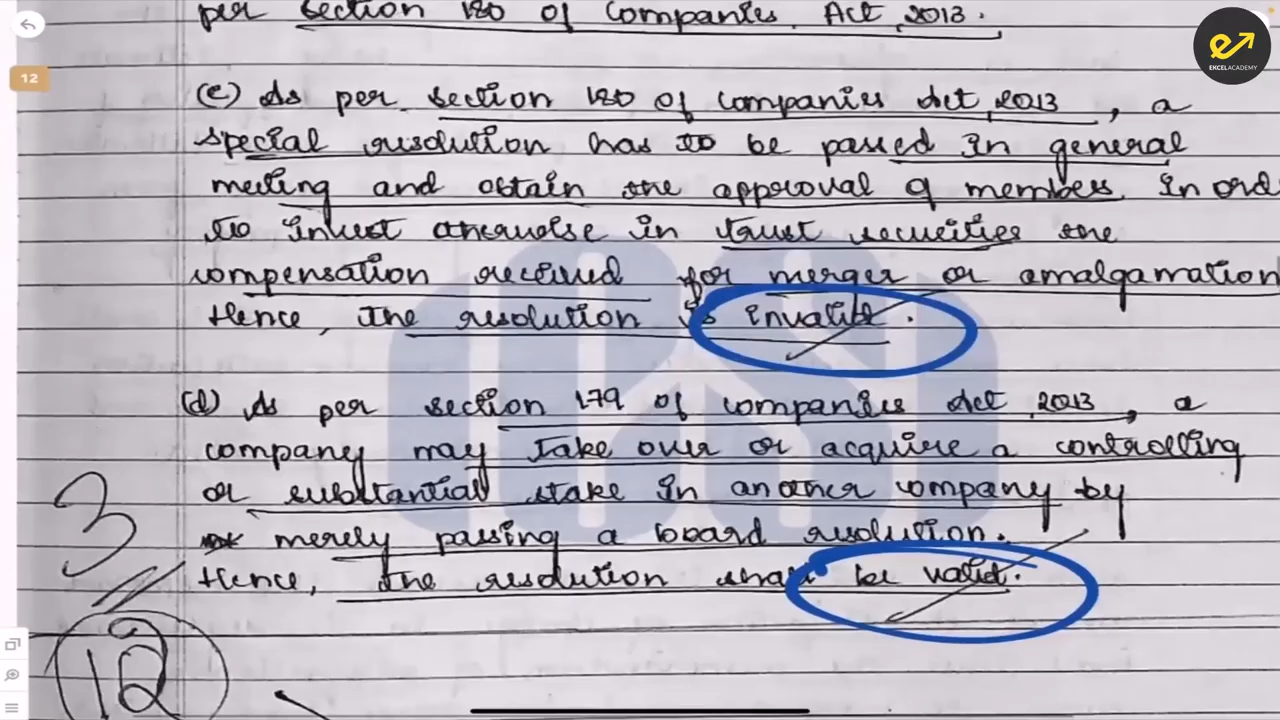 per section 180 of Companies Act, 2013.
12
EKCELACADEMY
(c) As per section 180 of Companies Act, 2013, a
special resolution has to be passed in general
meeting and obtain the approval of members in ord
to invest otherwise in trust securities the
compensation received for merger or amalgamation
Hence, the resolution is invalid.
(d) As per section 179 of Companies Act, 2013, a
company may take over or acquire a controlling
or substantial stake in another company by
merely passing a board resolution.
Hence, the resolution shall be valid.
3
12